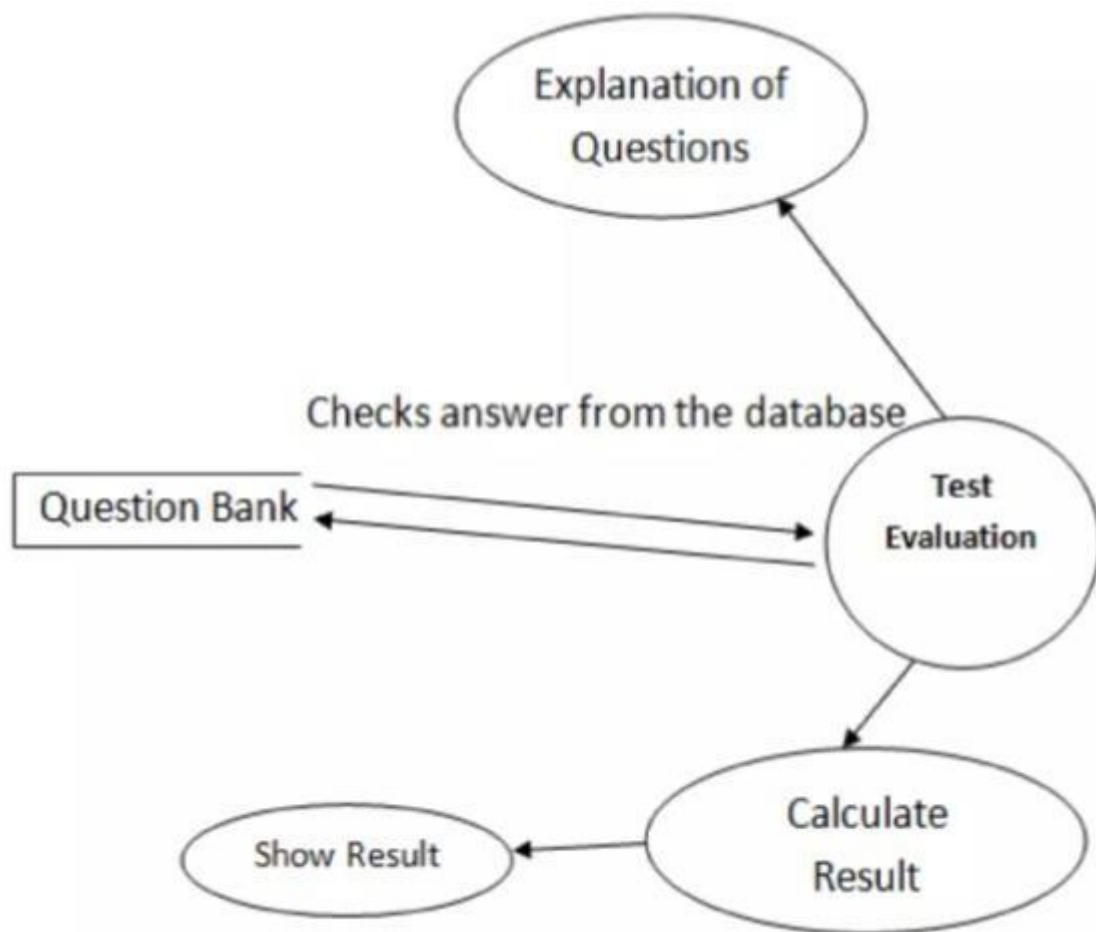 Explanation of
Questions
Checks answer from the database
Question Bank
Test
Evaluation
Calculate
Result
Show Result